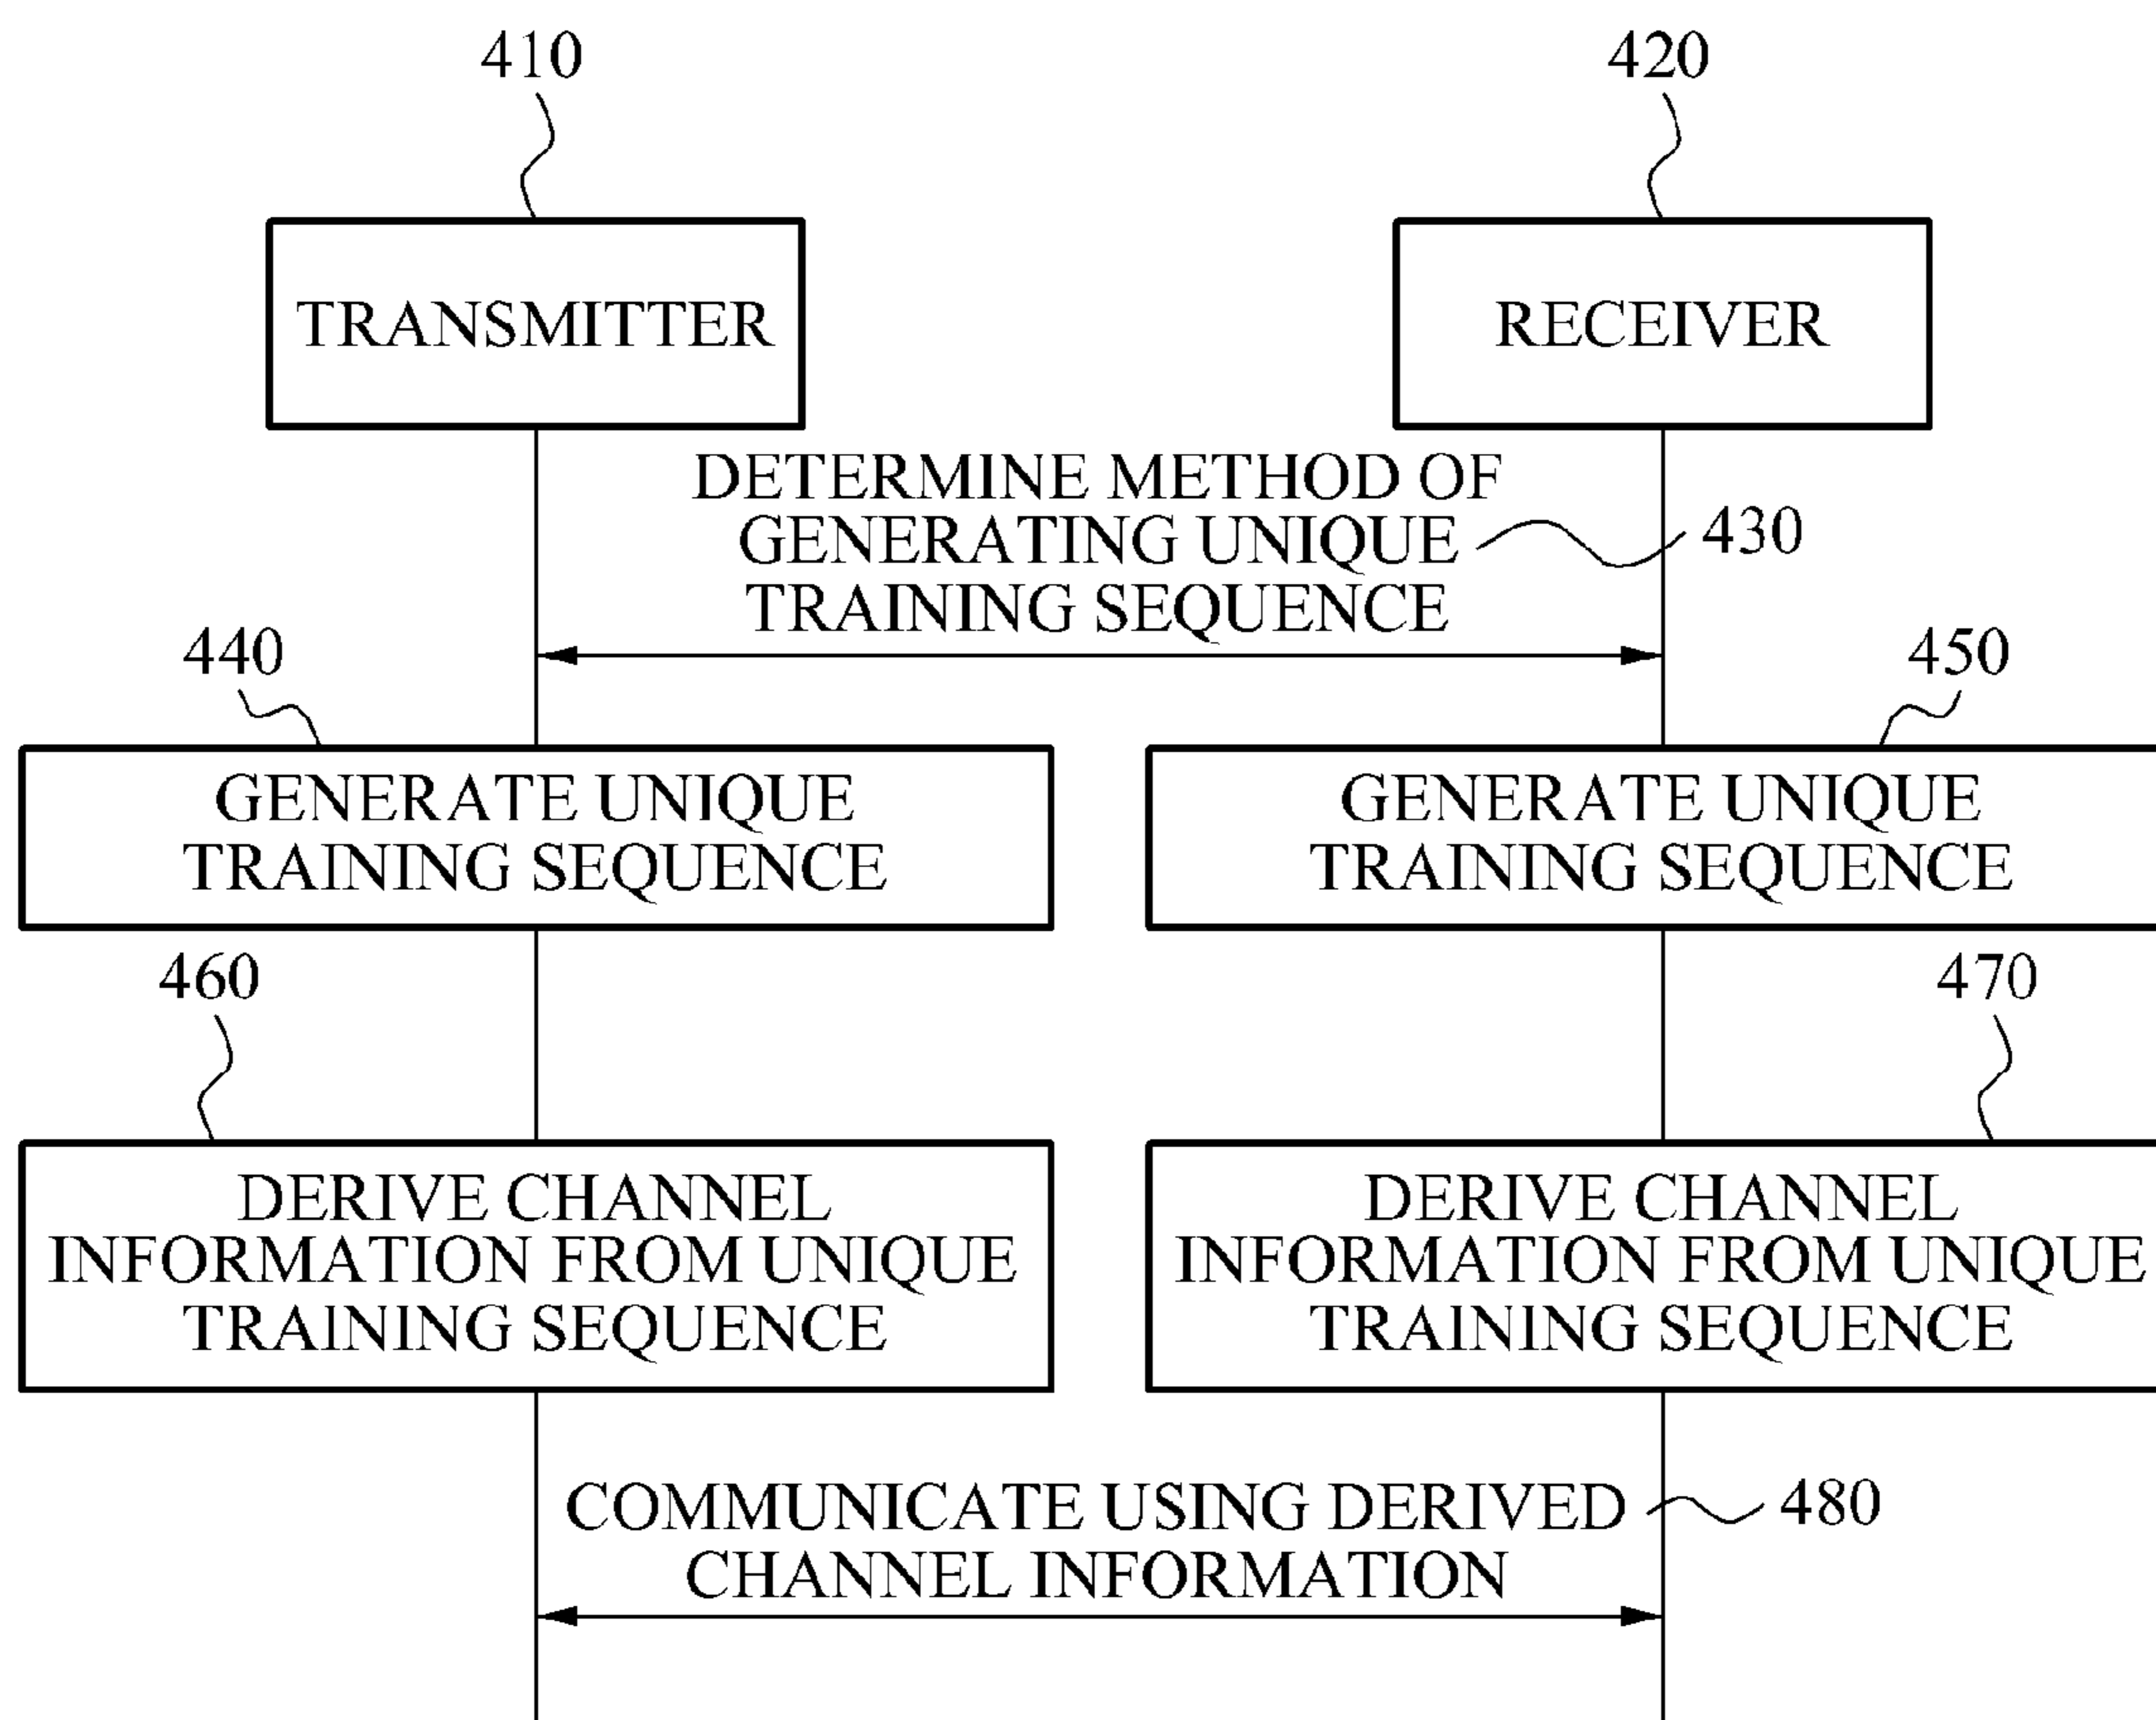 410
420
TRANSMITTER
RECEIVER
DETERMINE METHOD OF
GENERATING UNIQUE
TRAINING SEQUENCE
430
440
450
GENERATE UNIQUE
TRAINING SEQUENCE
GENERATE UNIQUE
TRAINING SEQUENCE
460
470
DERIVE CHANNEL
INFORMATION FROM UNIQUE
TRAINING SEQUENCE
DERIVE CHANNEL
INFORMATION FROM UNIQUE
TRAINING SEQUENCE
COMMUNICATE USING DERIVED
CHANNEL INFORMATION
480